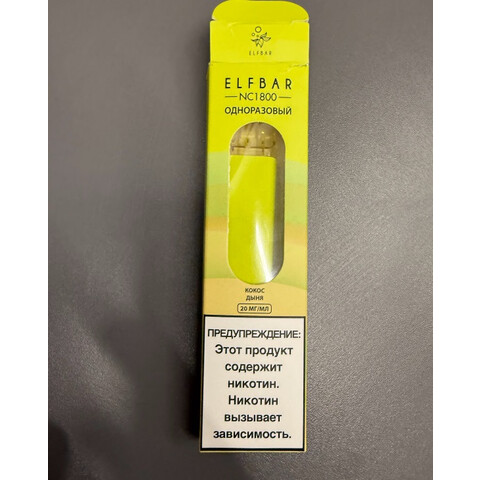 ELFBAR
ELFBAR
NC1800
ОДНОРАЗОВЫЙ
КОКОС
ДЫНЯ
20 МГ/МЛ
ПРЕДУПРЕЖДЕНИЕ:
Этот продукт
содержит
никотин.
Никотин
вызывает
зависимость.